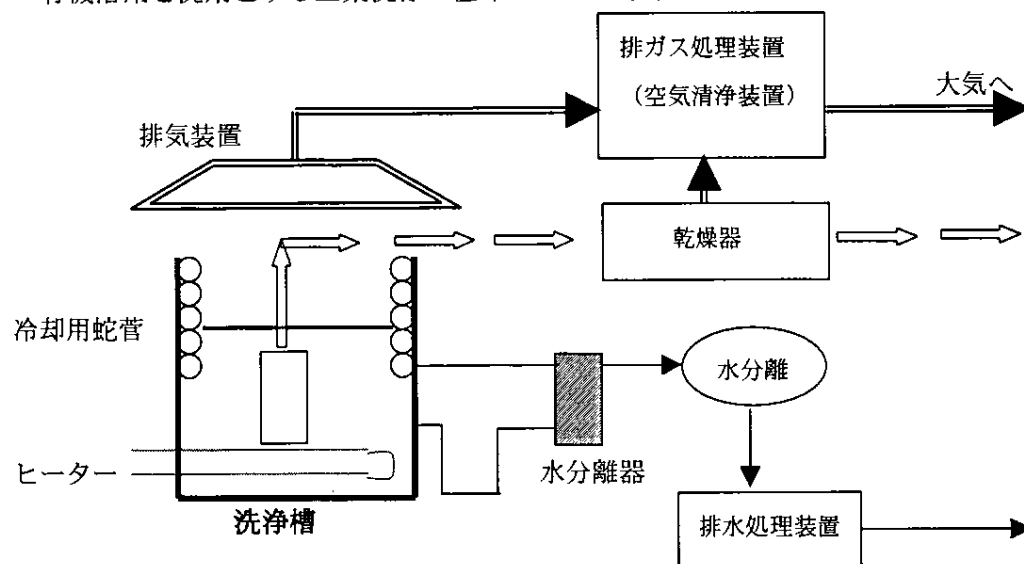 排ガス処理装置
（空気清浄装置）
大気へ
排気装置
乾燥器
冷却用蛇菅
水分離
ヒーター
水分離器
洗浄槽
排水処理装置